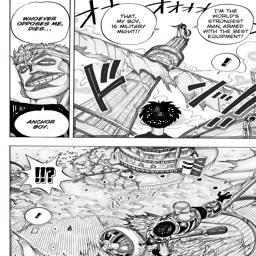 I'M THE
WORLD'S
STRONGEST
MAN, ARMED
WITH THE BEST
EQUIPMENT!!
THAT,
MY BOY,
IS MILITARY
MIGHT!!
WHOEVER
OPPOSES ME,
DIES...
ANCHOR
BOY.
!
!!!?
!